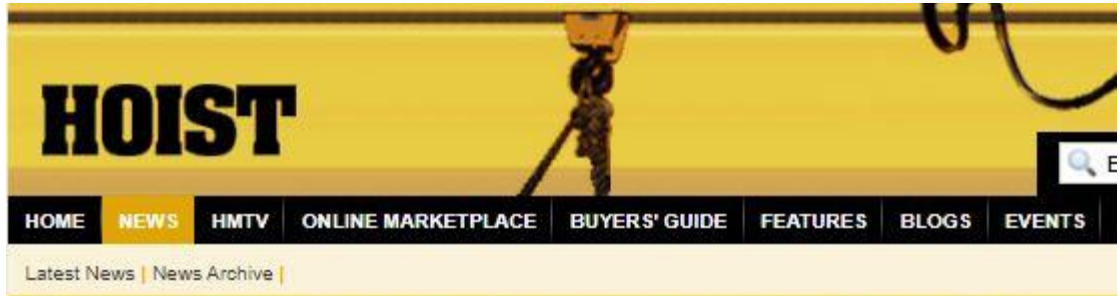 HOIST
HOME NEWS HMTV ONLINE MARKETPLACE BUYERS' GUIDE FEATURES BLOGS EVENTS
Latest News | News Archive |